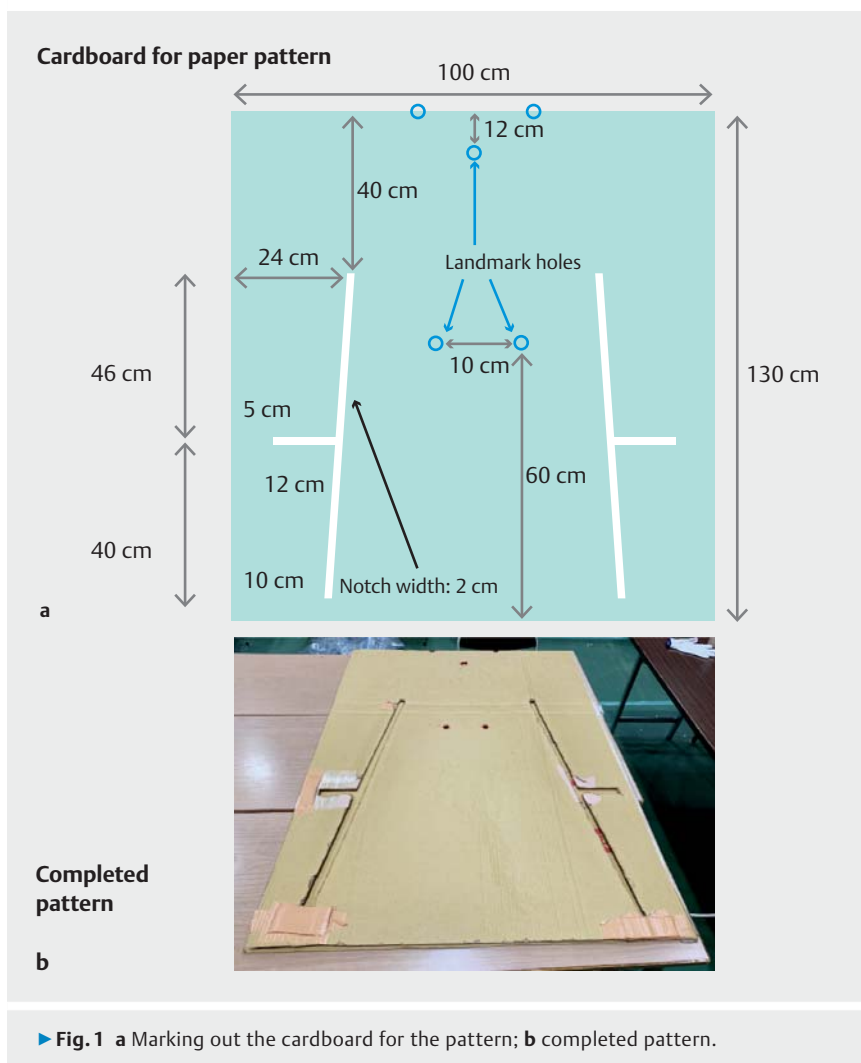 Cardboard for paper pattern
100 cm
12 cm
40 cm
24 cm
Landmark holes
10 cm
46 cm
130 cm
5 cm
12 cm
60 cm
40 cm
10 cm
Notch width: 2 cm
a
Completed
pattern
b
▶ Fig. 1 a Marking out the cardboard for the pattern; b completed pattern.